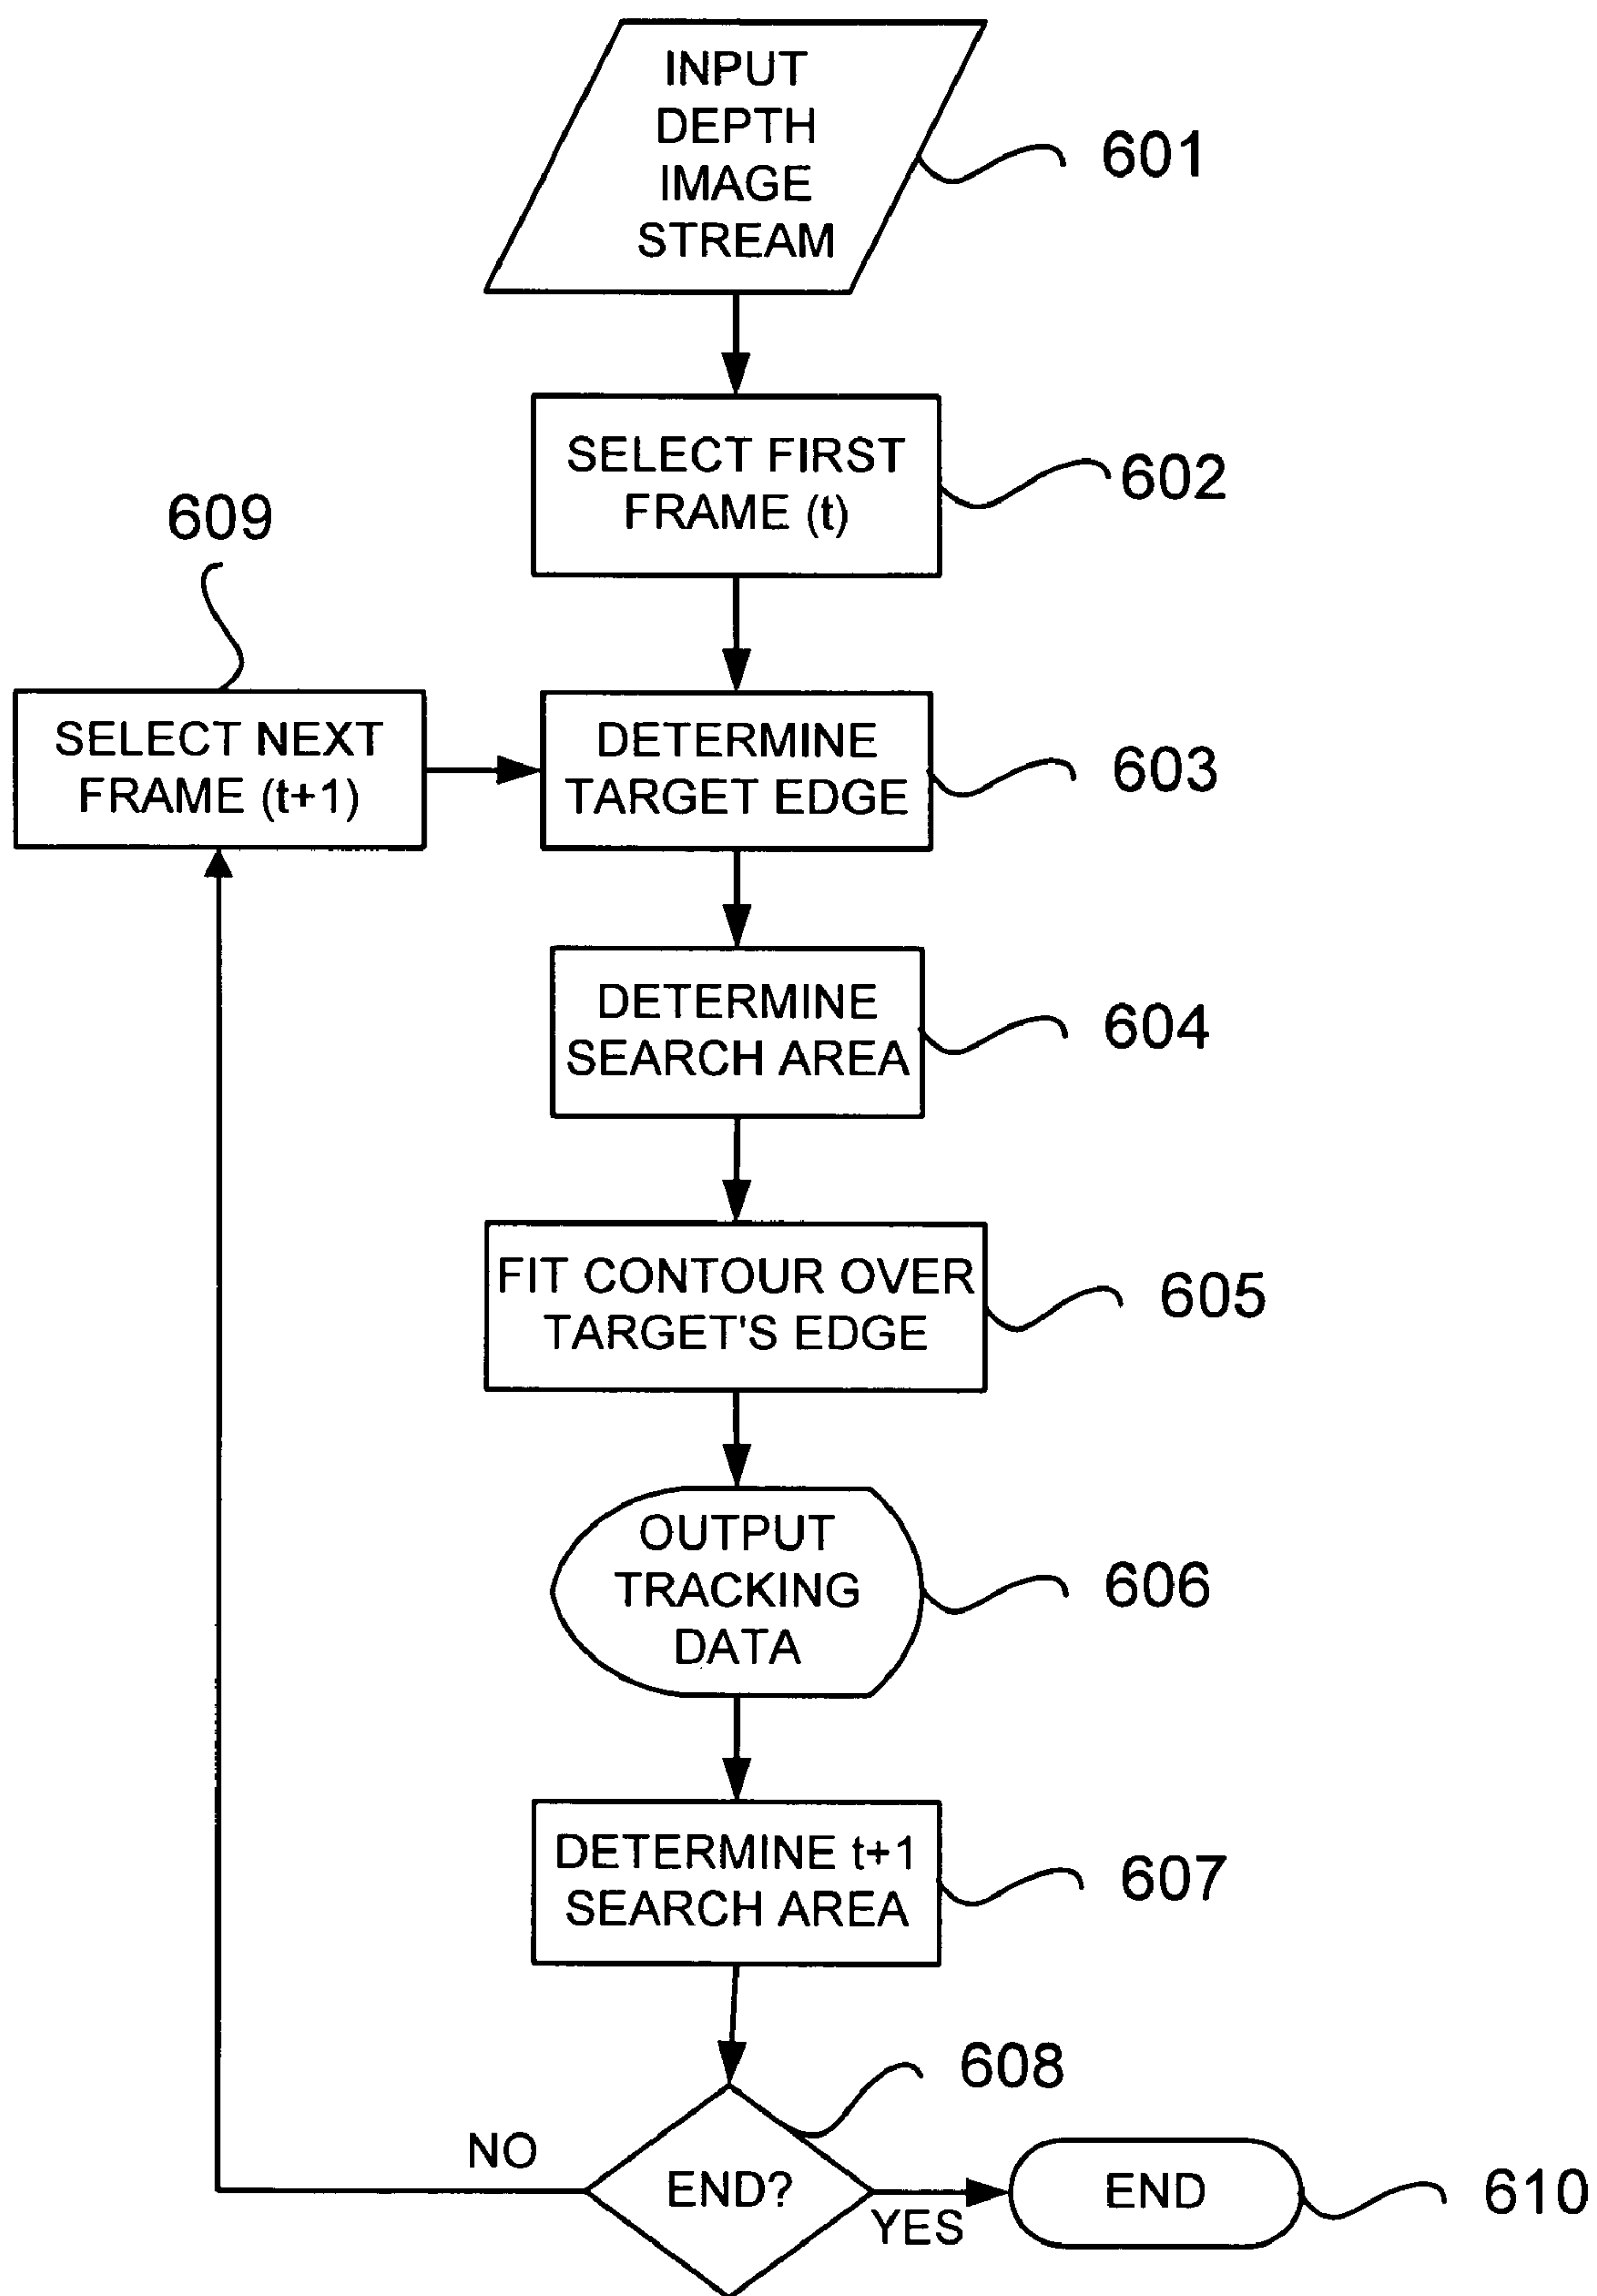 INPUT
DEPTH
IMAGE
STREAM
601
SELECT FIRST
FRAME (t)
602
609
SELECT NEXT
FRAME (t+1)
DETERMINE
TARGET EDGE
603
DETERMINE
SEARCH AREA
604
FIT CONTOUR OVER
TARGET'S EDGE
605
OUTPUT
TRACKING
DATA
606
DETERMINE t+1
SEARCH AREA
607
608
NO
END?
YES
END
610